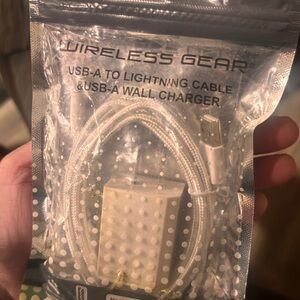 WIRELESS GEAR
USB-A TO LIGHTNING CABLE
&USB-A WALL CHARGER